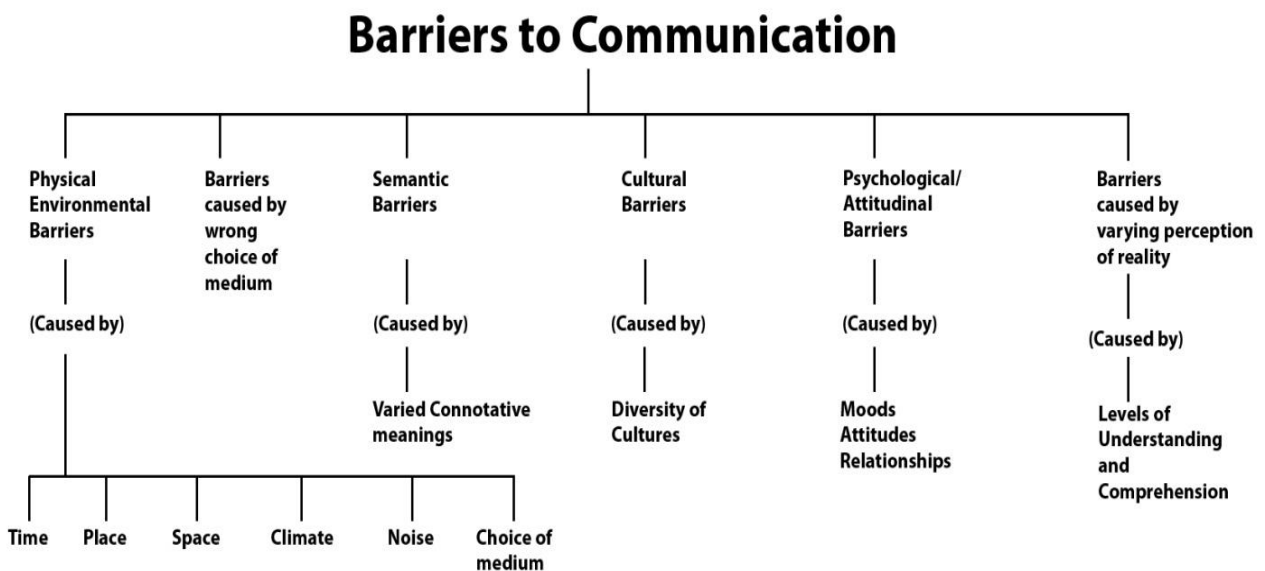 Barriers to Communication
Physical
Environmental
Barriers
(Caused by)
Time
Place
Space
Climate
Noise
Choice of
medium
Barriers
caused by
wrong
choice of
medium
Semantic
Barriers
(Caused by)
Varied Connotative
meanings
Cultural
Barriers
(Caused by)
Diversity of
Cultures
Psychological/
Attitudinal
Barriers
(Caused by)
Moods
Attitudes
Relationships
Barriers
caused by
varying perception
of reality
(Caused by)
Levels of
Understanding
and
Comprehension